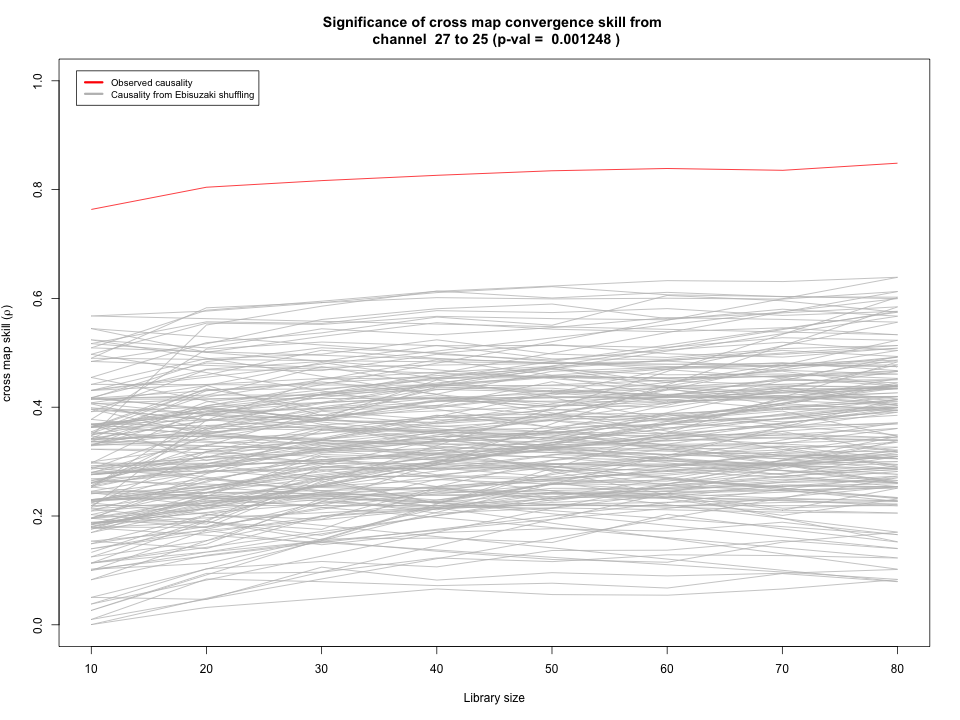 Significance of cross map convergence skill from
channel  27 to 25 (p-val =  0.001248 )
Observed causality
Causality from Ebisuzaki shuffling
cross map skill (ρ)
1.0
0.8
0.6
0.4
0.2
0.0
10 20 30 40 50 60 70 80
Library size